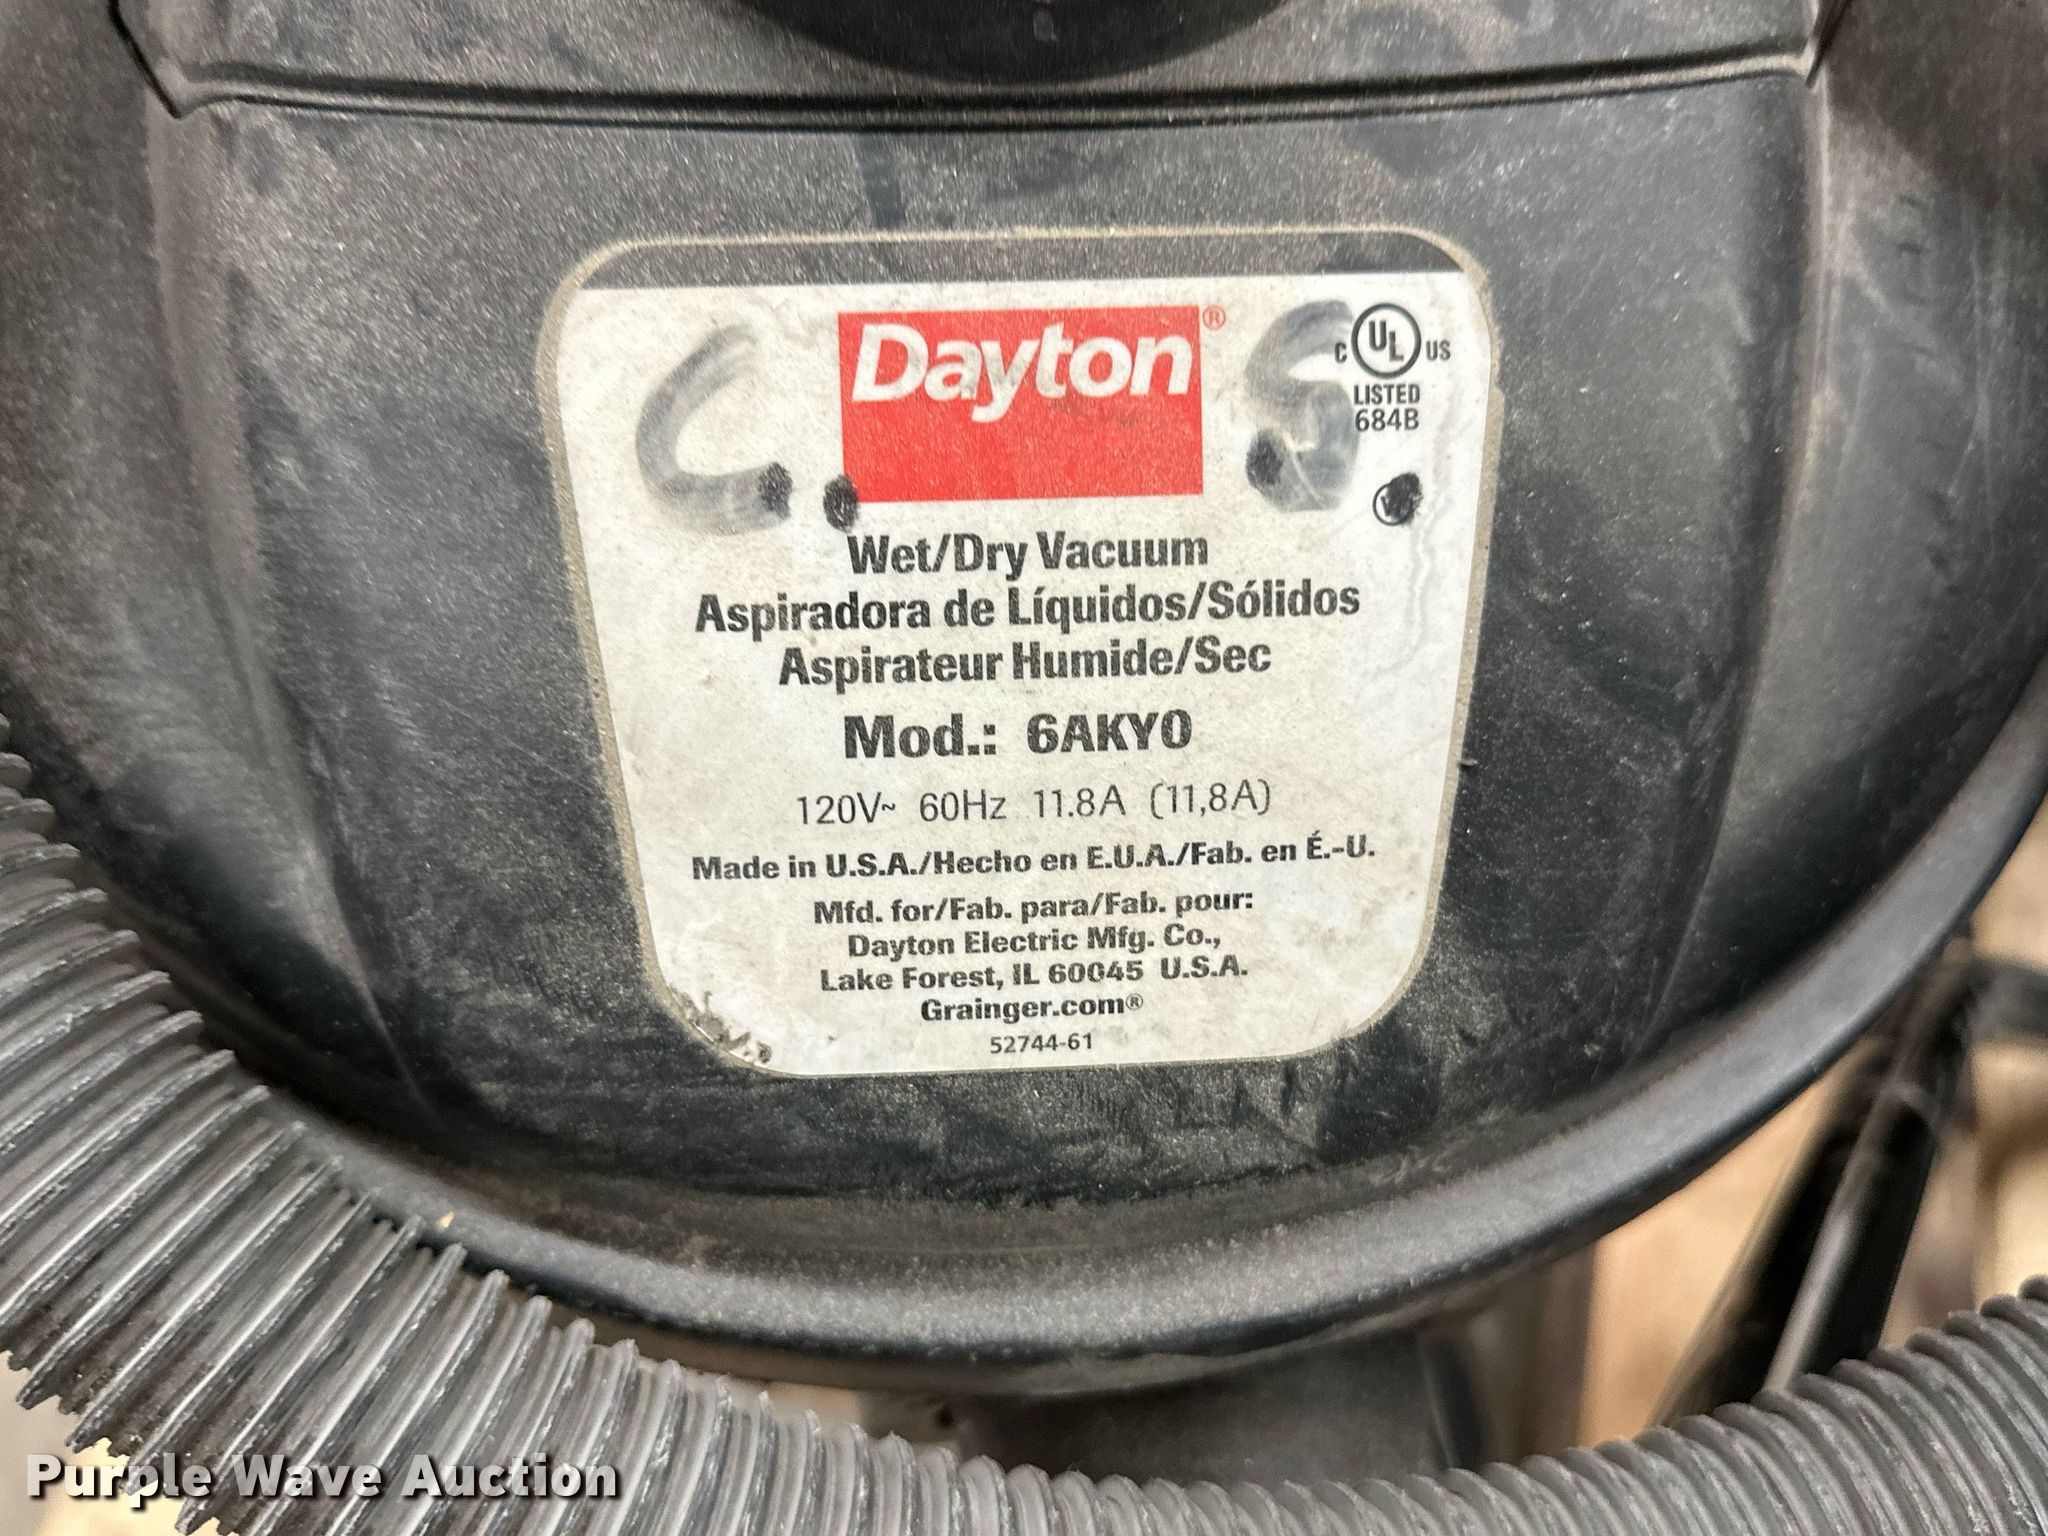 Dayton®
C UL US
LISTED
684B
Wet/Dry Vacuum
Aspiradora de Líquidos/Sólidos
Aspirateur Humide/Sec
Mod.: 6AKY0
120V~ 60Hz 11.8A (11,8A)
Made in U.S.A./Hecho en E.U.A./Fab. en É.-U.
Mfd. for/Fab. para/Fab. pour:
Dayton Electric Mfg. Co.,
Lake Forest, IL 60045 U.S.A.
Grainger.com®
52744-61
Purple Wave Auction